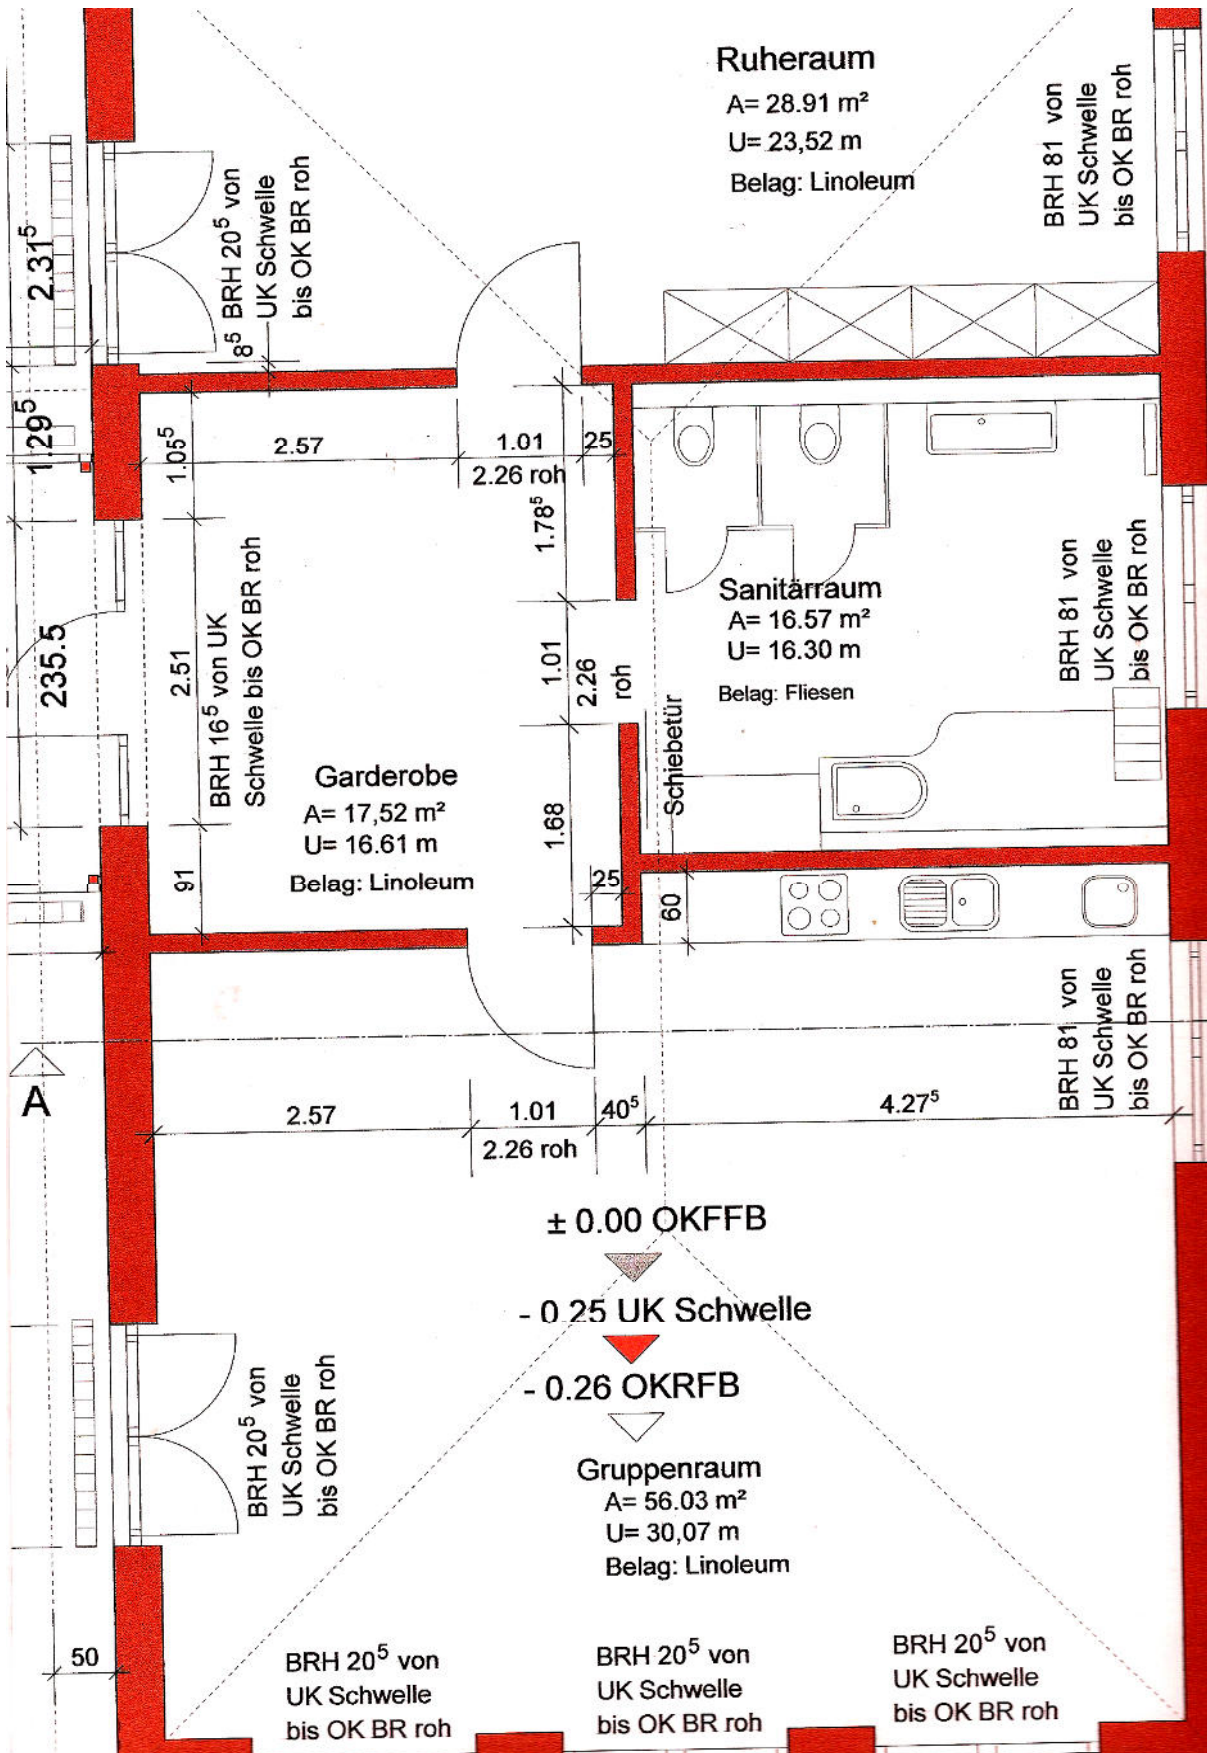 Ruheraum
A= 28.91 m²
U= 23,52 m
Belag: Linoleum
BRH 81 von
UK Schwelle
bis OK BR roh
BRH 20⁵ von
UK Schwelle
bis OK BR roh
2.31⁵
8⁵
1.29⁵
1.05⁵
2.57
1.01
25
2.26 roh
1.78⁵
Sanitärraum
A= 16.57 m²
U= 16.30 m
Belag: Fliesen
BRH 81 von
UK Schwelle
bis OK BR roh
235.5
2.51
BRH 16⁵ von UK
Schwelle bis OK BR roh
1.01
2.26
roh
Schiebetür
Garderobe
A= 17,52 m²
U= 16.61 m
Belag: Linoleum
1.68
91
25
60
BRH 81 von
UK Schwelle
bis OK BR roh
A
2.57
1.01
40⁵
4.27⁵
2.26 roh
± 0.00 OKFFB
- 0.25 UK Schwelle
- 0.26 OKRFB
BRH 20⁵ von
UK Schwelle
bis OK BR roh
Gruppenraum
A= 56.03 m²
U= 30,07 m
Belag: Linoleum
50
BRH 20⁵ von
UK Schwelle
bis OK BR roh
BRH 20⁵ von
UK Schwelle
bis OK BR roh
BRH 20⁵ von
UK Schwelle
bis OK BR roh